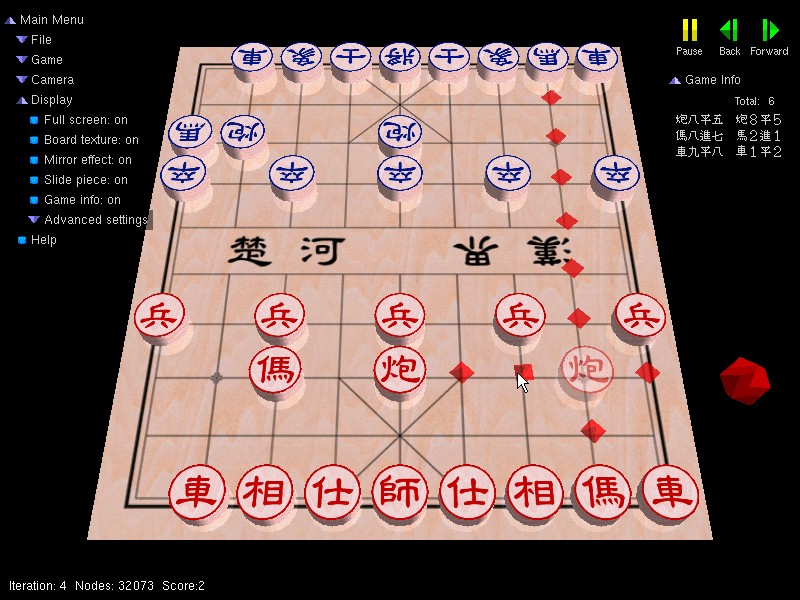 Main Menu
File
Game
Camera
Display
Full screen: on
Board texture: on
Mirror effect: on
Slide piece: on
Game info: on
Advanced settings
Help
Pause Back Forward
Game Info
Total: 6
炮八平五 炮8平5
傌八進七 馬2進1
車九平八 車1平2
車 象 士 將 士 象 馬 車
馬 炮 炮
卒 卒 卒 卒 卒
楚 河 漢 界
兵 兵 兵 兵 兵
傌 炮 炮
車 相 仕 師 仕 相 傌 車
Iteration: 4 Nodes: 32073 Score:2